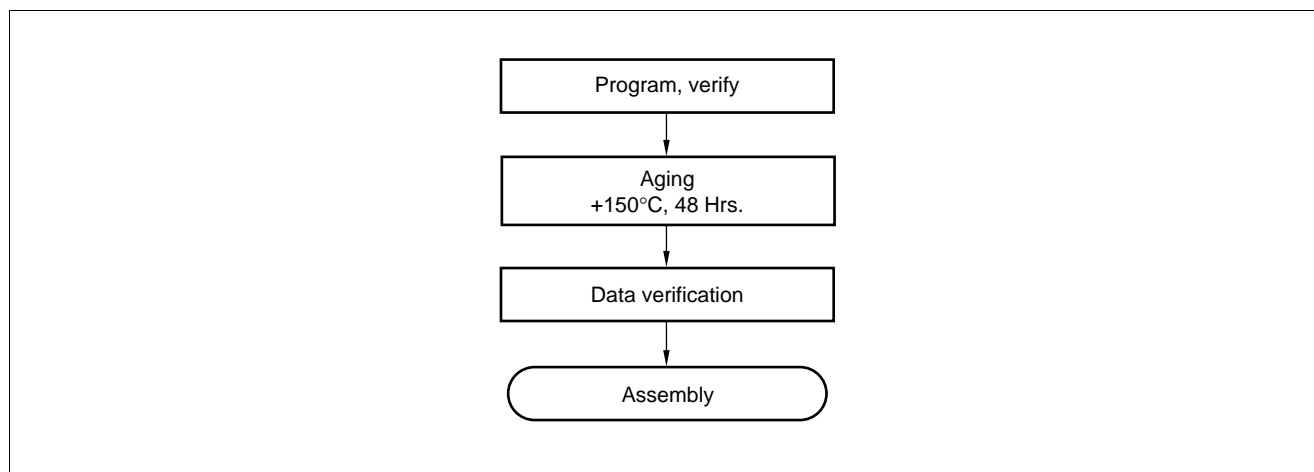 Program, verify
Aging
+150°C, 48 Hrs.
Data verification
Assembly